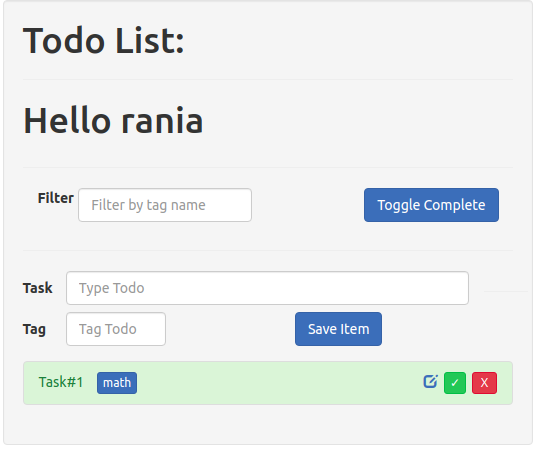 Todo List:
Hello rania
Filter Filter by tag name Toggle Complete
Task Type Todo
Tag Tag Todo Save Item
Task#1 math ✓ X